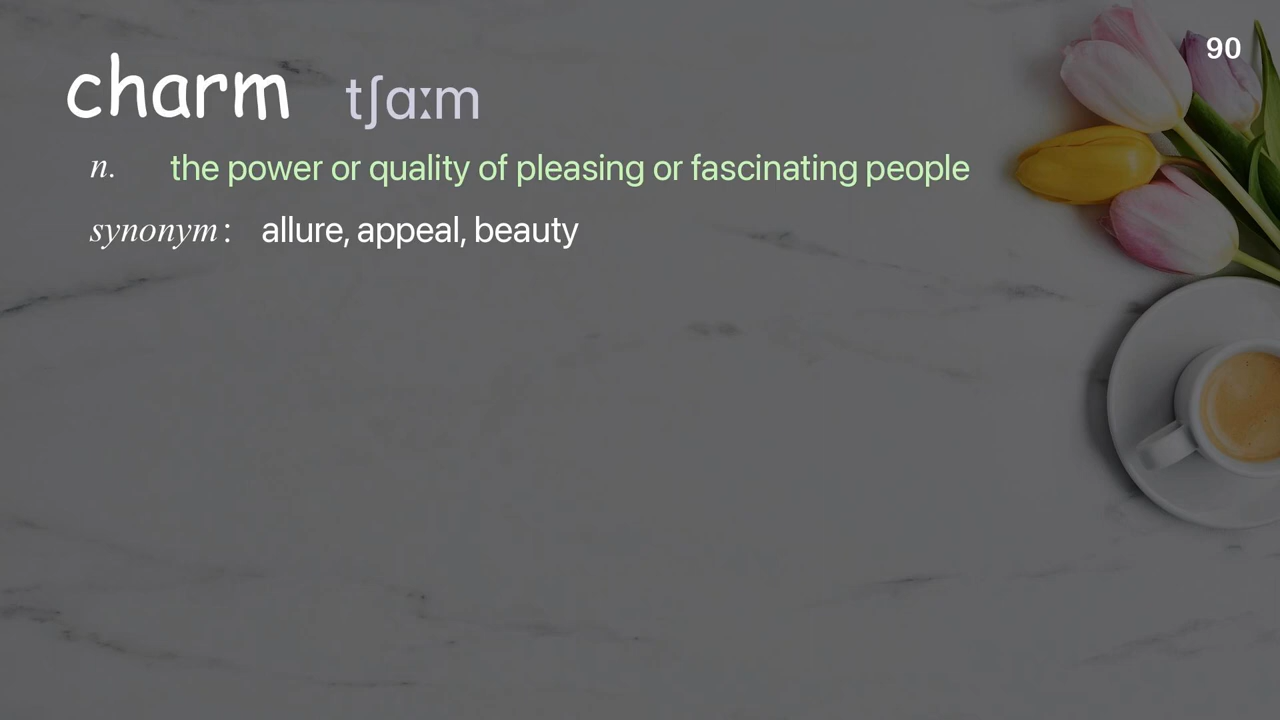 90
charm tʃɑːm
n. the power or quality of pleasing or fascinating people
synonym : allure, appeal, beauty